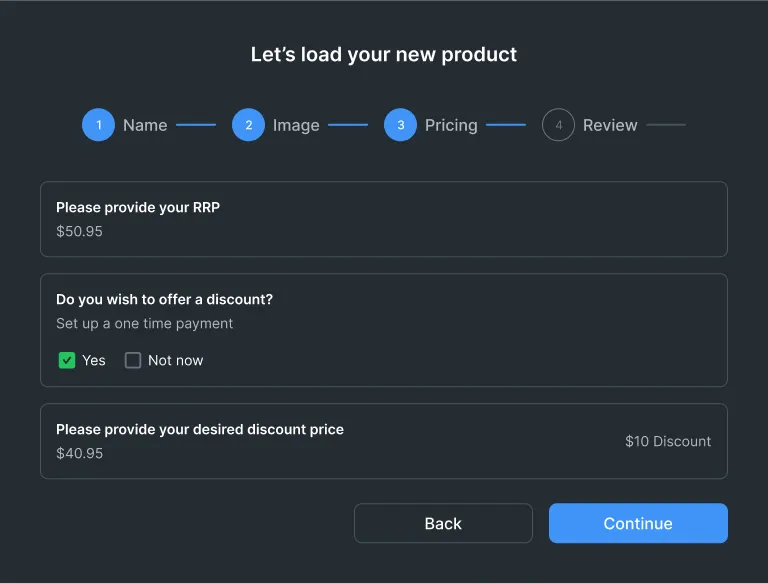 Let’s load your new product
1 Name 2 Image 3 Pricing 4 Review
Please provide your RRP
$50.95
Do you wish to offer a discount?
Set up a one time payment
Yes Not now
Please provide your desired discount price
$40.95
$10 Discount
Back Continue